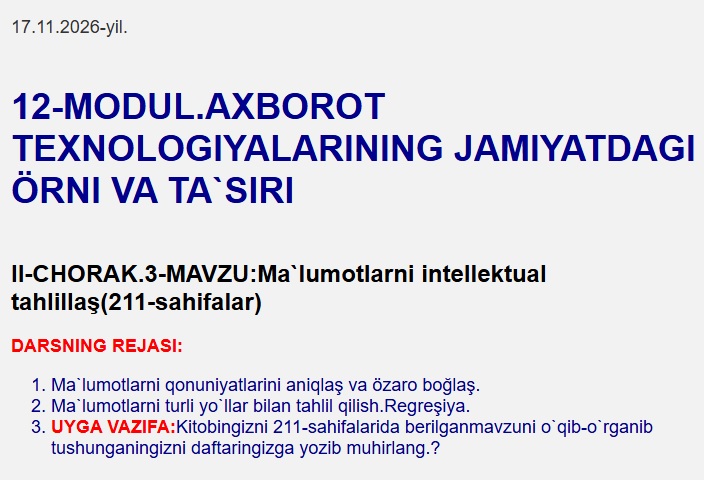 17.11.2026-yil.
12-MODUL.AXBOROT
TEXNOLOGIYALARINING JAMIYATDAGI
ÖRNI VA TA`SIRI
II-CHORAK.3-MAVZU:Ma`lumotlarni intellektual
tahlillaş(211-sahifalar)
DARSNING REJASI:
1. Ma`lumotlarni qonuniyatlarini aniqlaş va özaro boğlaş.
2. Ma`lumotlarni turli yo`llar bilan tahlil qilish.Regreşiya.
3. UYGA VAZIFA:Kitobingizni 211-sahifalarida berilganmavzuni o`qib-o`rganib
tushunganingizni daftaringizga yozib muhirlang.?